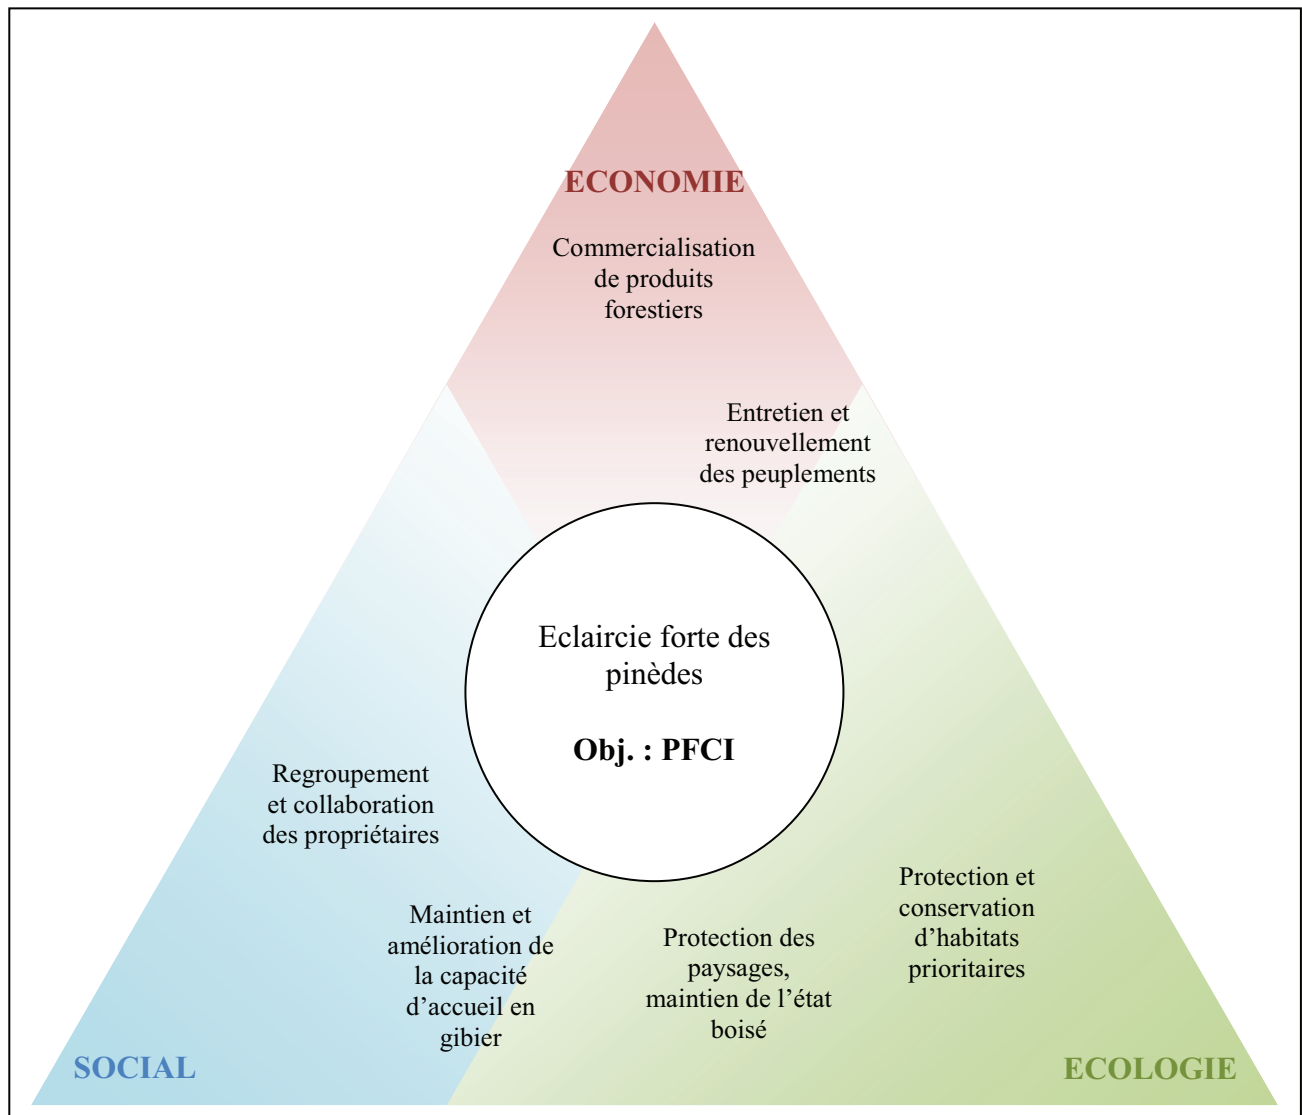 ECONOMIE
Commercialisation
de produits
forestiers
Entretien et
renouvellement
des peuplements
Eclaircie forte des
pinèdes
Obj. : PFCI
Regroupement
et collaboration
des propriétaires
Maintien et
amélioration de
la capacité
d’accueil en
gibier
Protection des
paysages,
maintien de l’état
boisé
Protection et
conservation
d’habitats
prioritaires
SOCIAL
ECOLOGIE